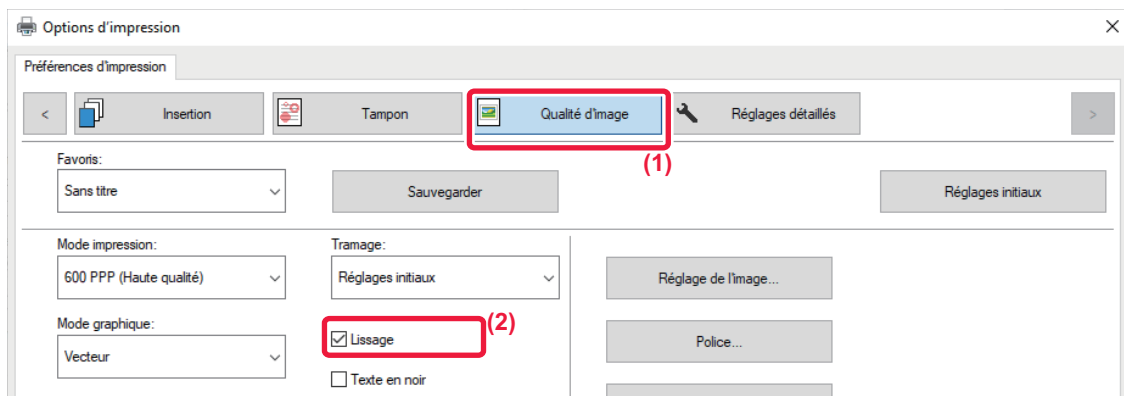 Options d'impression
Préférences d'impression
< Insertion Tampon Qualité d'image Réglages détaillés >
(1)
Favoris:
Sans titre Sauvegarder Réglages initiaux
Mode impression: Tramage:
600 PPP (Haute qualité) Réglages initiaux Réglage de l'image...
Mode graphique: (2)
Vecteur Lissage Police...
Texte en noir